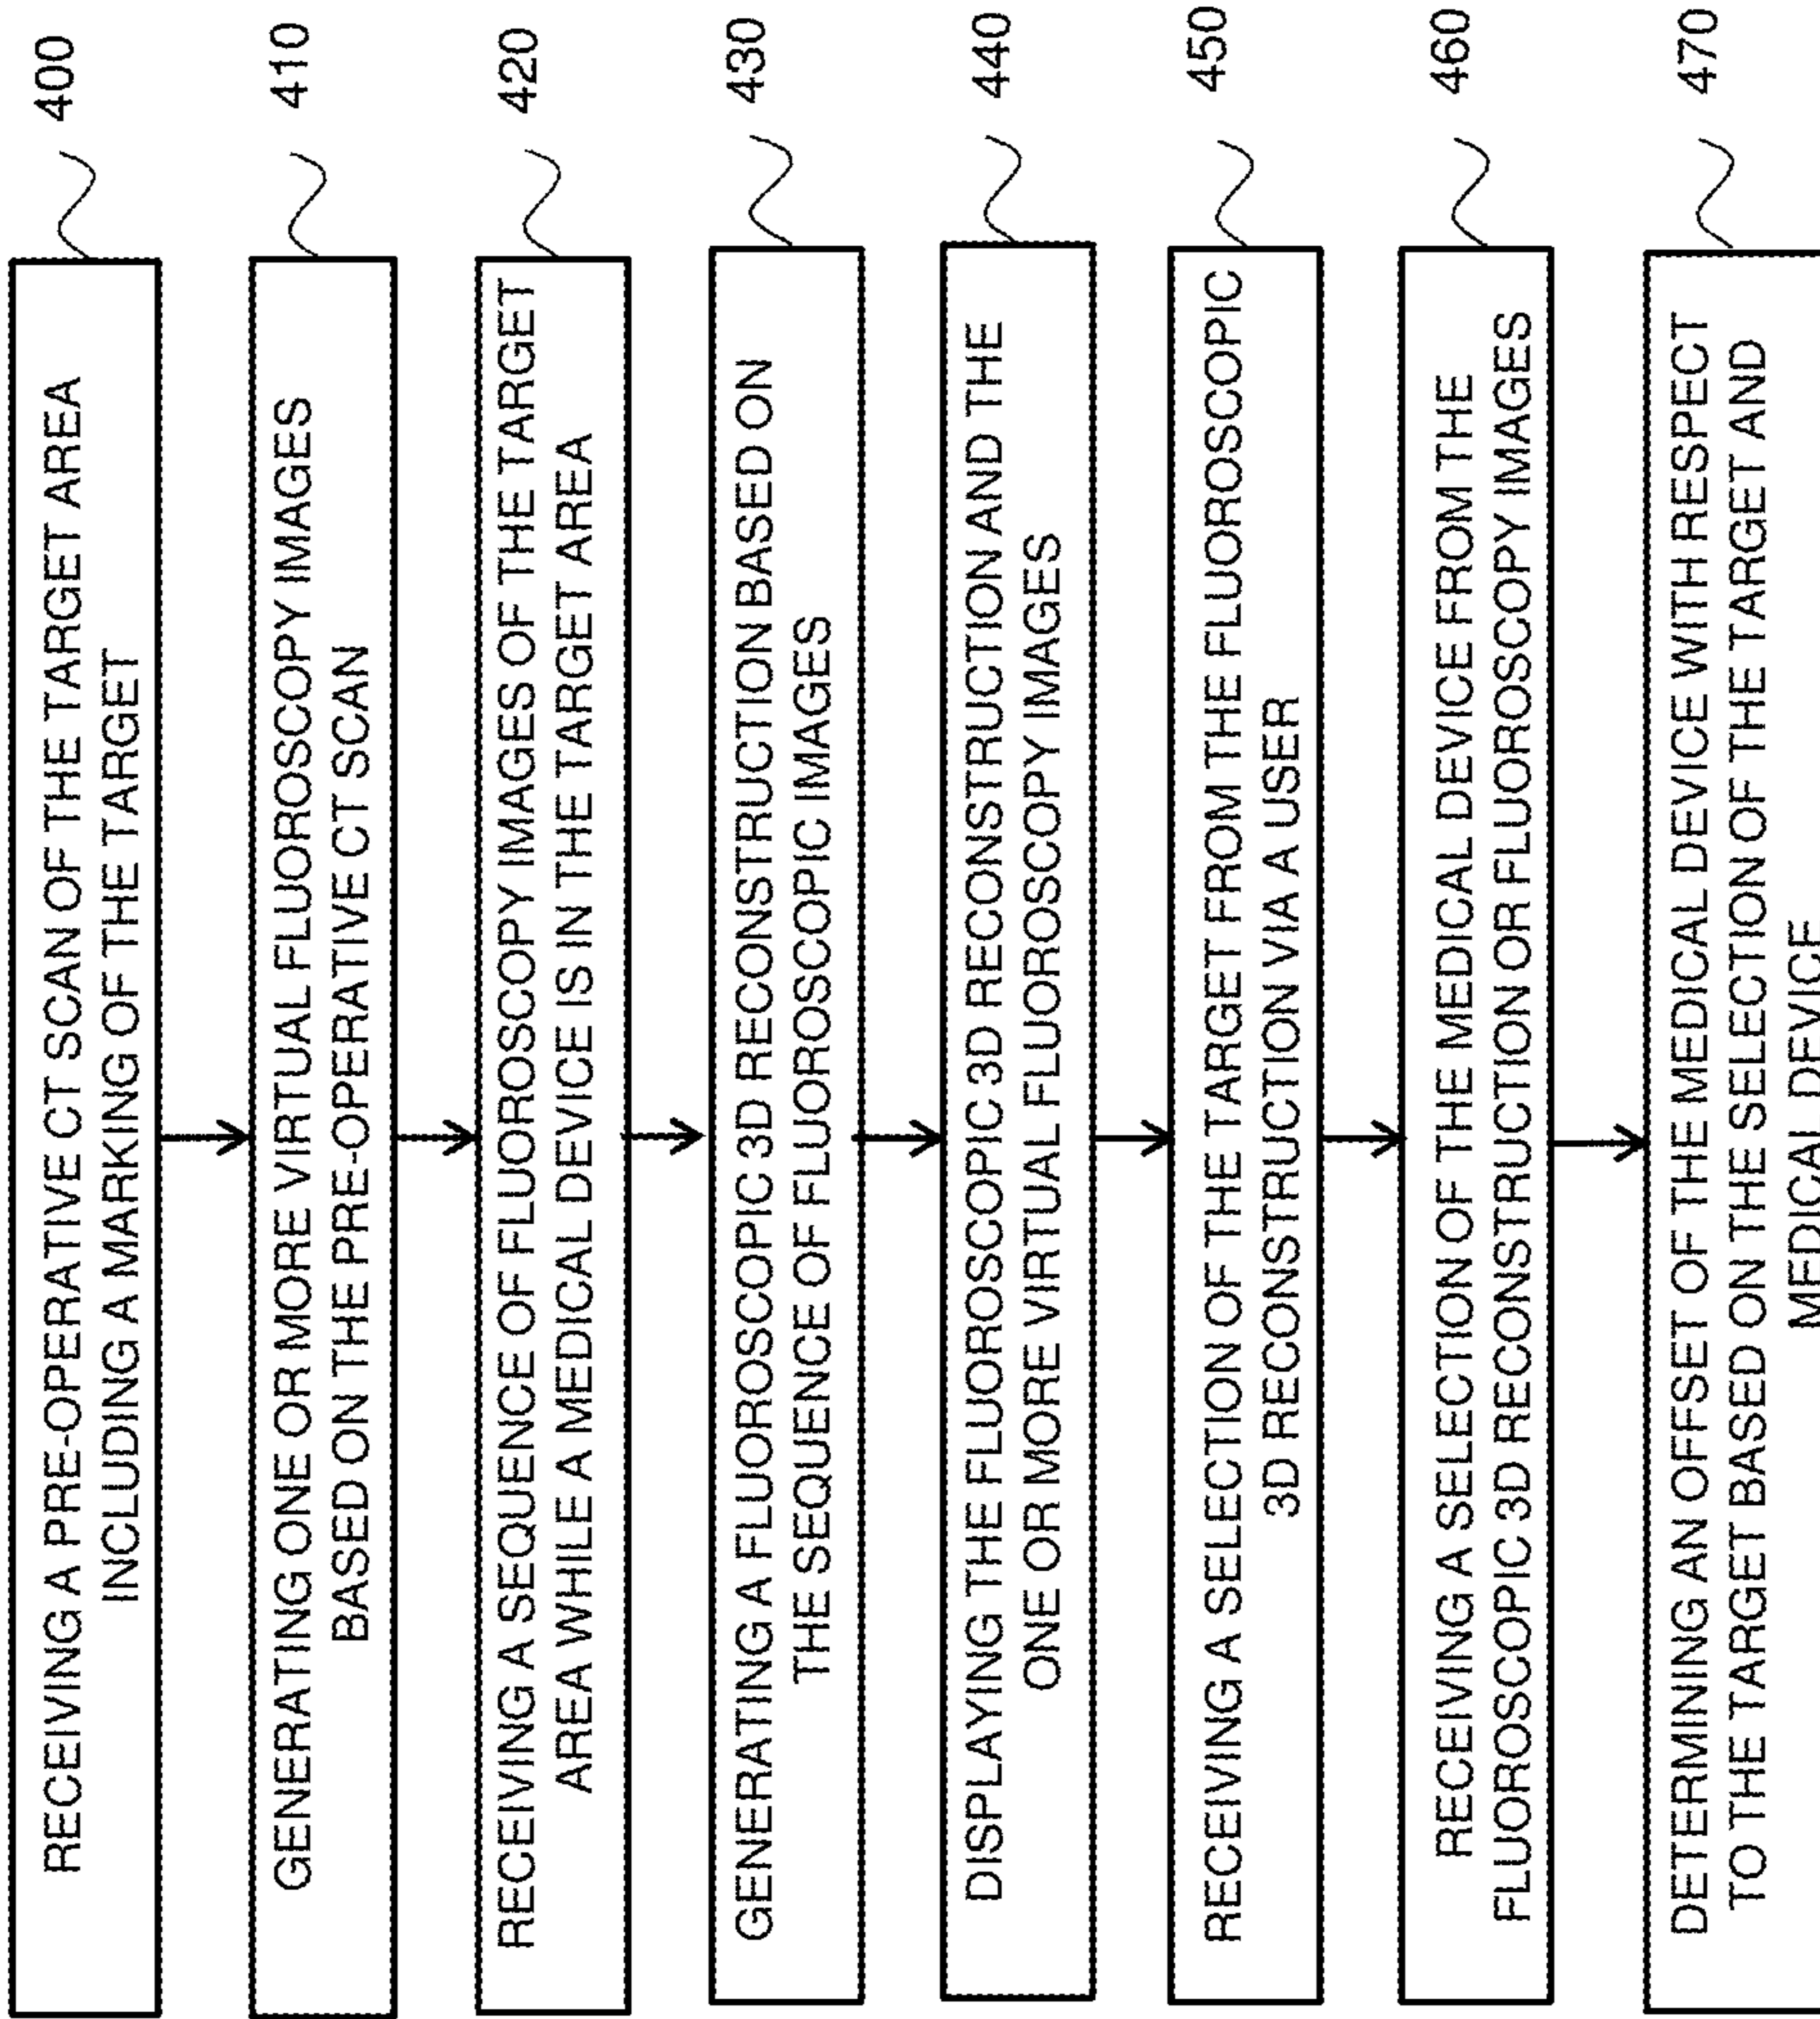 RECEIVING A PRE-OPERATIVE CT SCAN OF THE TARGET AREA
INCLUDING A MARKING OF THE TARGET
400
GENERATING ONE OR MORE VIRTUAL FLUOROSCOPY IMAGES
BASED ON THE PRE-OPERATIVE CT SCAN
410
RECEIVING A SEQUENCE OF FLUOROSCOPY IMAGES OF THE TARGET
AREA WHILE A MEDICAL DEVICE IS IN THE TARGET AREA
420
GENERATING A FLUOROSCOPIC 3D RECONSTRUCTION BASED ON
THE SEQUENCE OF FLUOROSCOPIC IMAGES
430
DISPLAYING THE FLUOROSCOPIC 3D RECONSTRUCTION AND THE
ONE OR MORE VIRTUAL FLUOROSCOPY IMAGES
440
RECEIVING A SELECTION OF THE TARGET FROM THE FLUOROSCOPIC
3D RECONSTRUCTION VIA A USER
450
RECEIVING A SELECTION OF THE MEDICAL DEVICE FROM THE
FLUOROSCOPIC 3D RECONSTRUCTION OR FLUOROSCOPY IMAGES
460
DETERMINING AN OFFSET OF THE MEDICAL DEVICE WITH RESPECT
TO THE TARGET BASED ON THE SELECTION OF THE TARGET AND
MEDICAL DEVICE
470